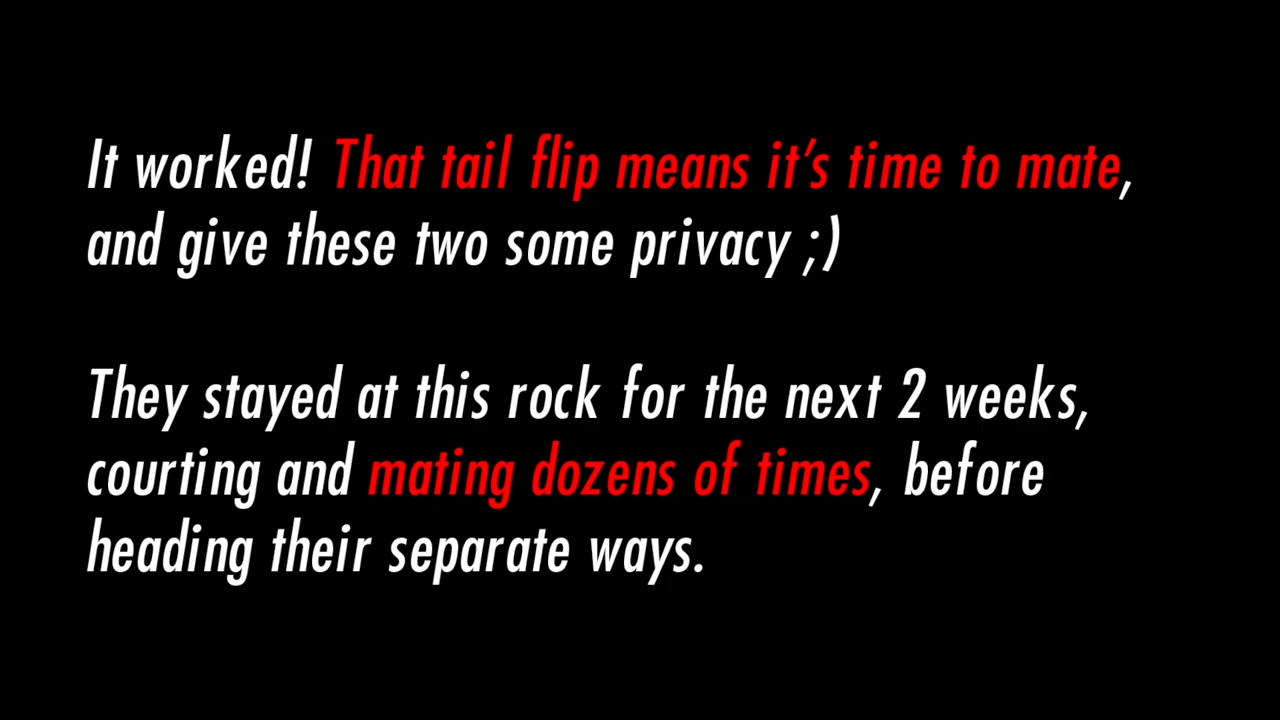 It worked! That tail flip means it’s time to mate,
and give these two some privacy ;)
They stayed at this rock for the next 2 weeks,
courting and mating dozens of times, before
heading their separate ways.